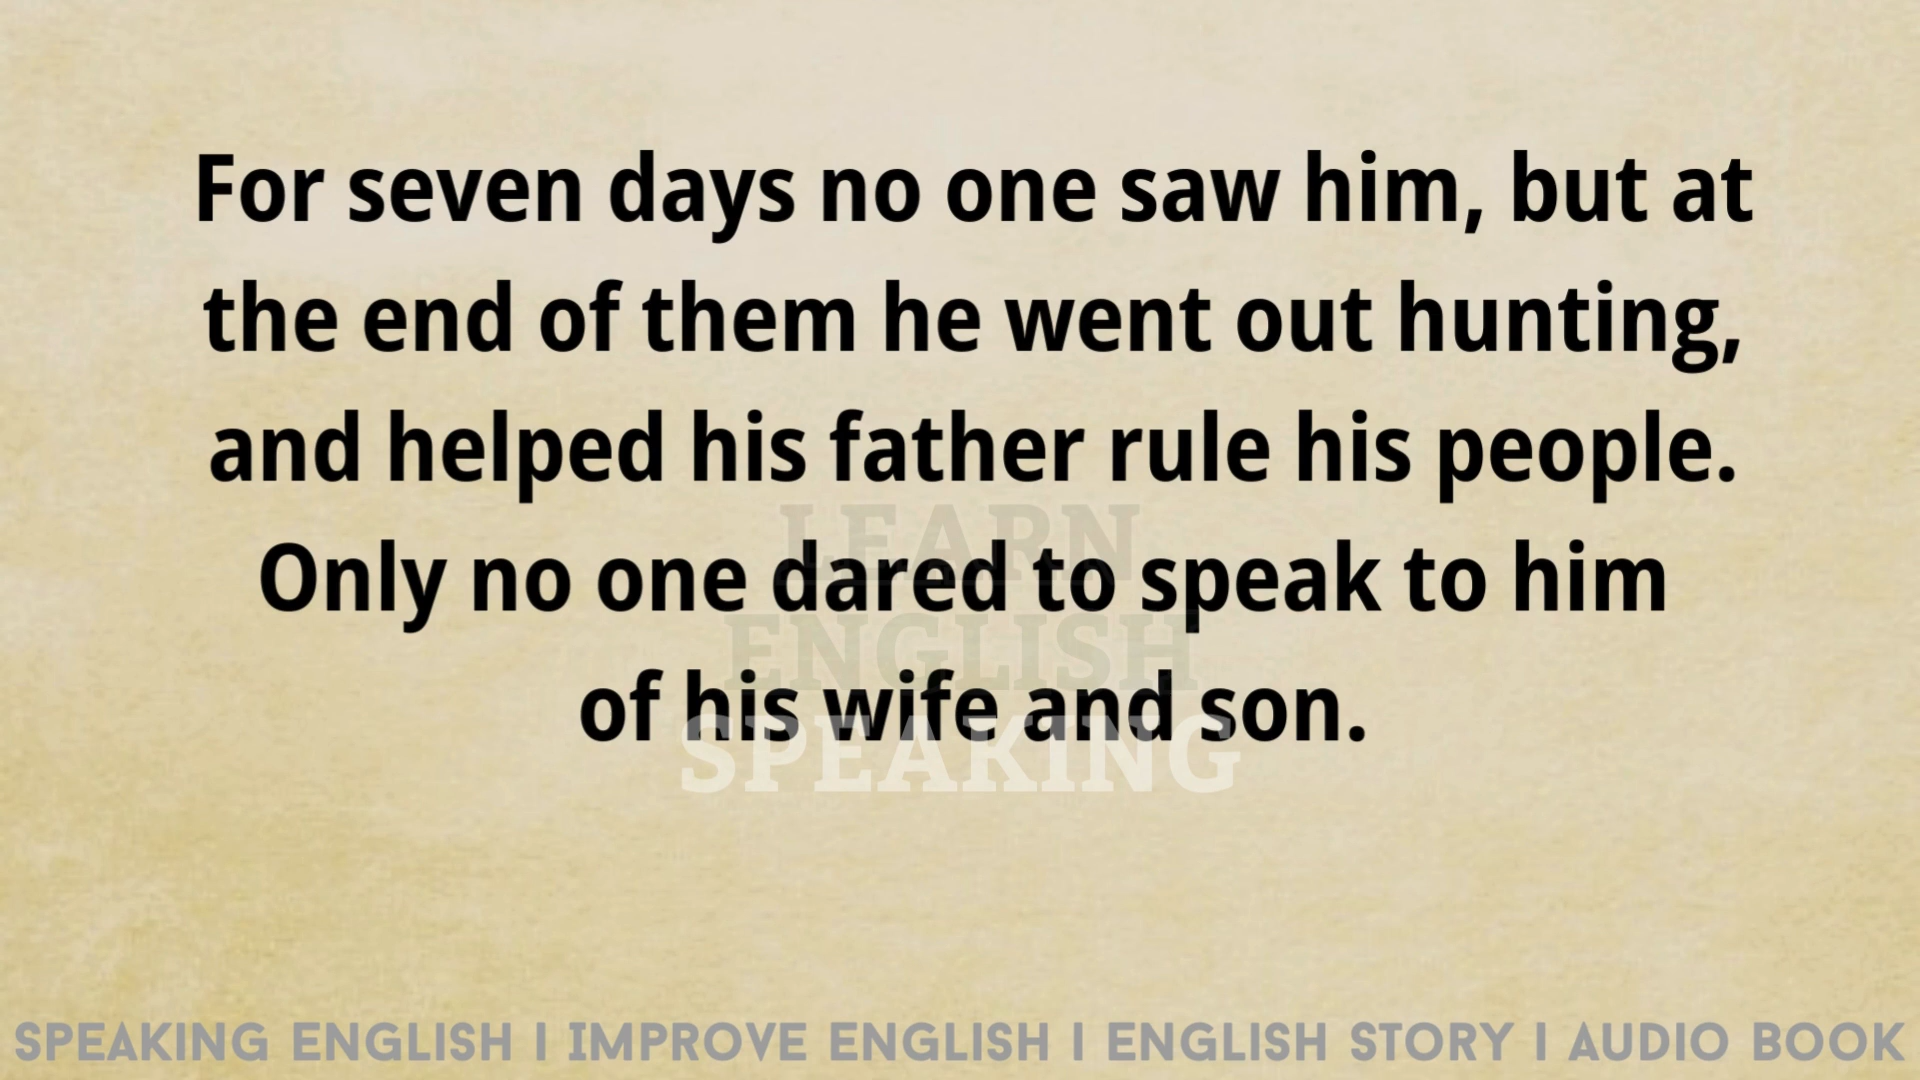 For seven days no one saw him, but at
the end of them he went out hunting,
and helped his father rule his people.
Only no one dared to speak to him
of his wife and son.
LEARN
ENGLISH
SPEAKING
SPEAKING ENGLISH I IMPROVE ENGLISH I ENGLISH STORY I AUDIO BOOK